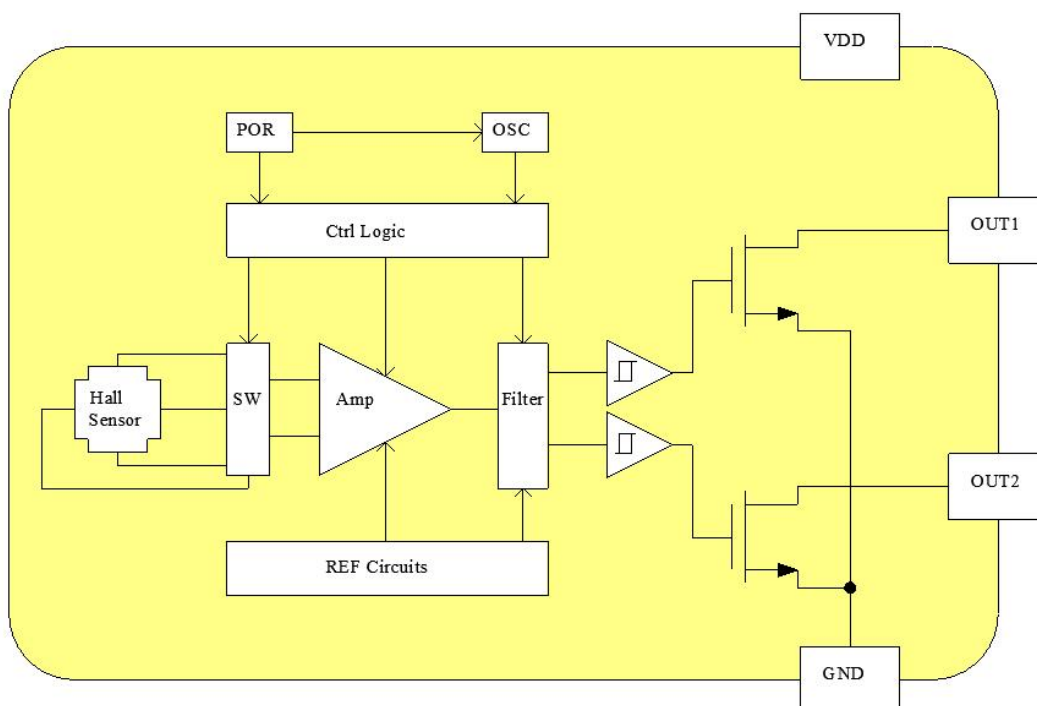 VDD
POR
OSC
OUT1
Ctrl Logic
Hall
Sensor
SW
Amp
Filter
OUT2
REF Circuits
GND